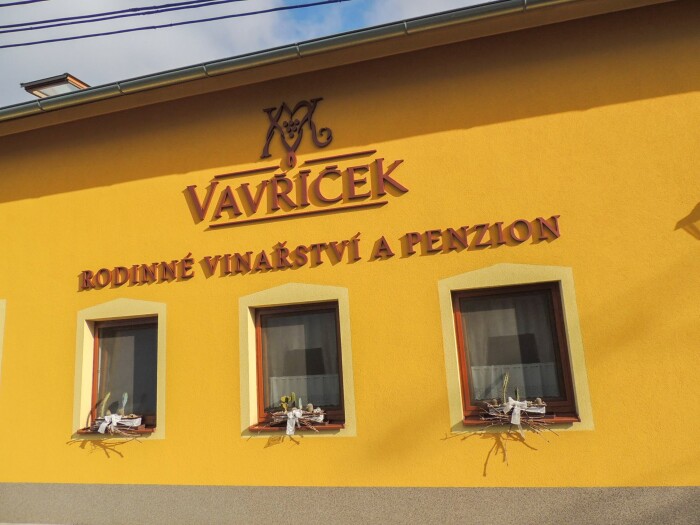 VAVŘÍČEK
RODINNÉ VINAŘSTVÍ A PENZION